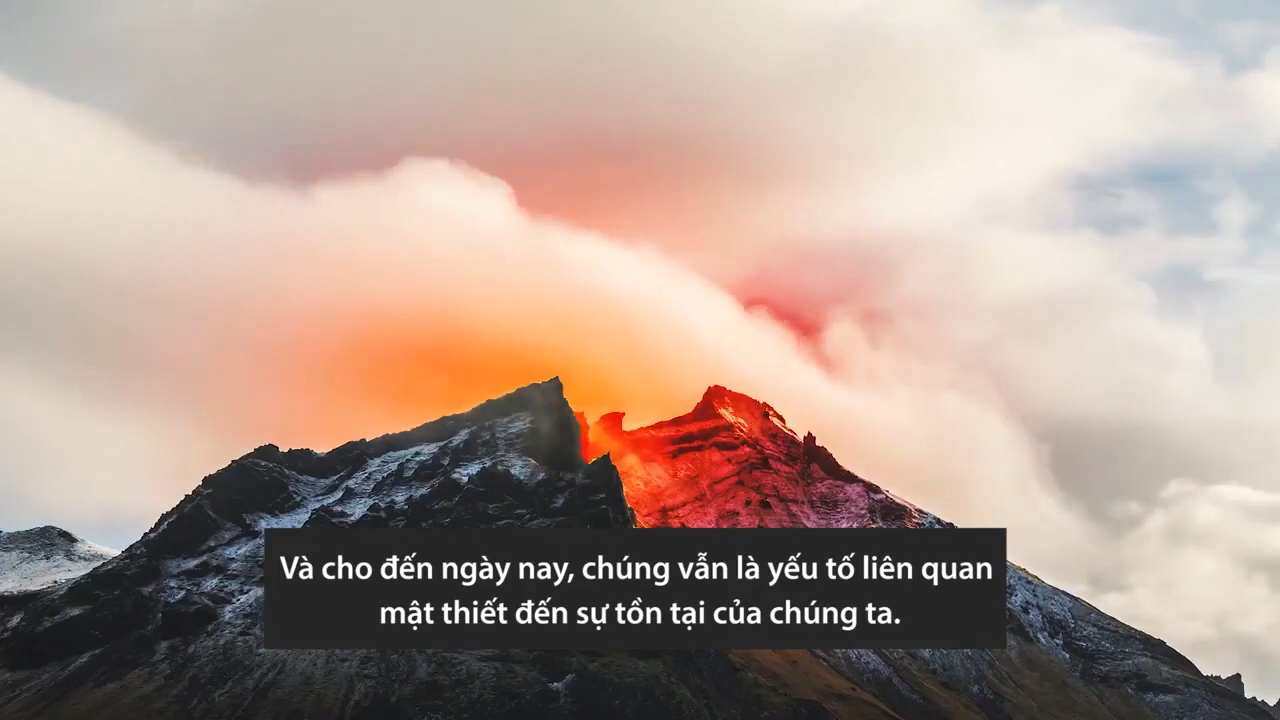 Và cho đến ngày nay, chúng vẫn là yếu tố liên quan
mật thiết đến sự tồn tại của chúng ta.